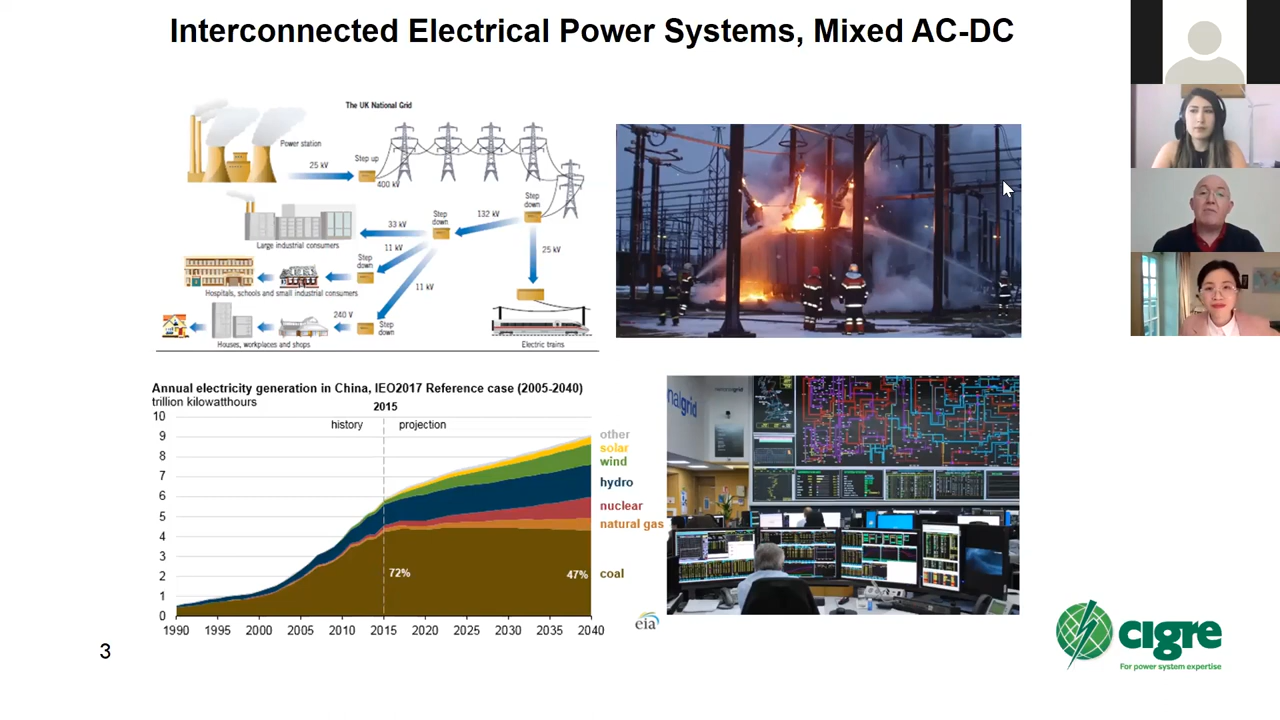 Interconnected Electrical Power Systems, Mixed AC-DC
The UK National Grid
Power station
25 kV
Step up
400 kV
Step
down
132 kV
Step
down
33 kV
Large industrial consumers
11 kV
25 kV
Step
down
Hospitals, schools and small industrial consumers
11 kV
240 V
Step
down
Houses, workplaces and shops
Electric trains
Annual electricity generation in China, IEO2017 Reference case (2005-2040)
trillion kilowatthours
2015
history
projection
10
9
8
7
6
5
4
3
2
1
0
other
solar
wind
hydro
nuclear
natural gas
coal
72%
47%
1990 1995 2000 2005 2010 2015 2020 2025 2030 2035 2040
eia
nalgrid
3
cigre
For power system expertise